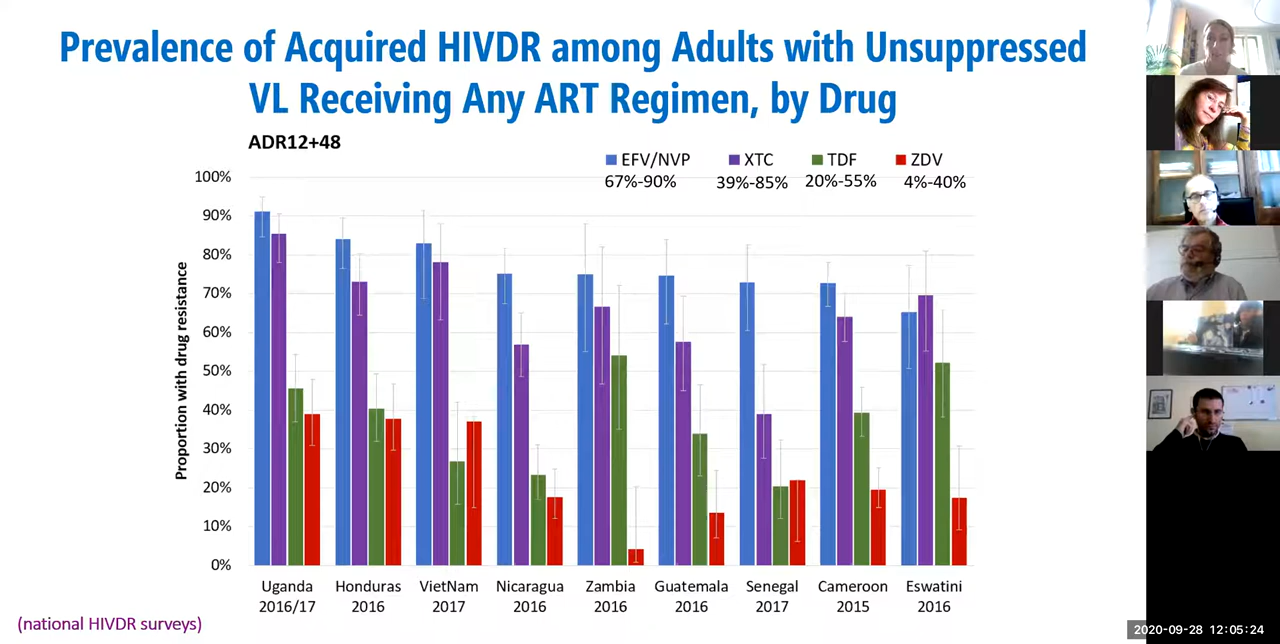 Prevalence of Acquired HIVDR among Adults with Unsuppressed
VL Receiving Any ART Regimen, by Drug
ADR12+48
EFV/NVP XTC TDF ZDV
67%-90% 39%-85% 20%-55% 4%-40%
Proportion with drug resistance
100%
90%
80%
70%
60%
50%
40%
30%
20%
10%
0%
Uganda Honduras VietNam Nicaragua Zambia Guatemala Senegal Cameroon Eswatini
2016/17 2016 2017 2016 2016 2016 2017 2015 2016
(national HIVDR surveys)
2020-09-28 12:05:24